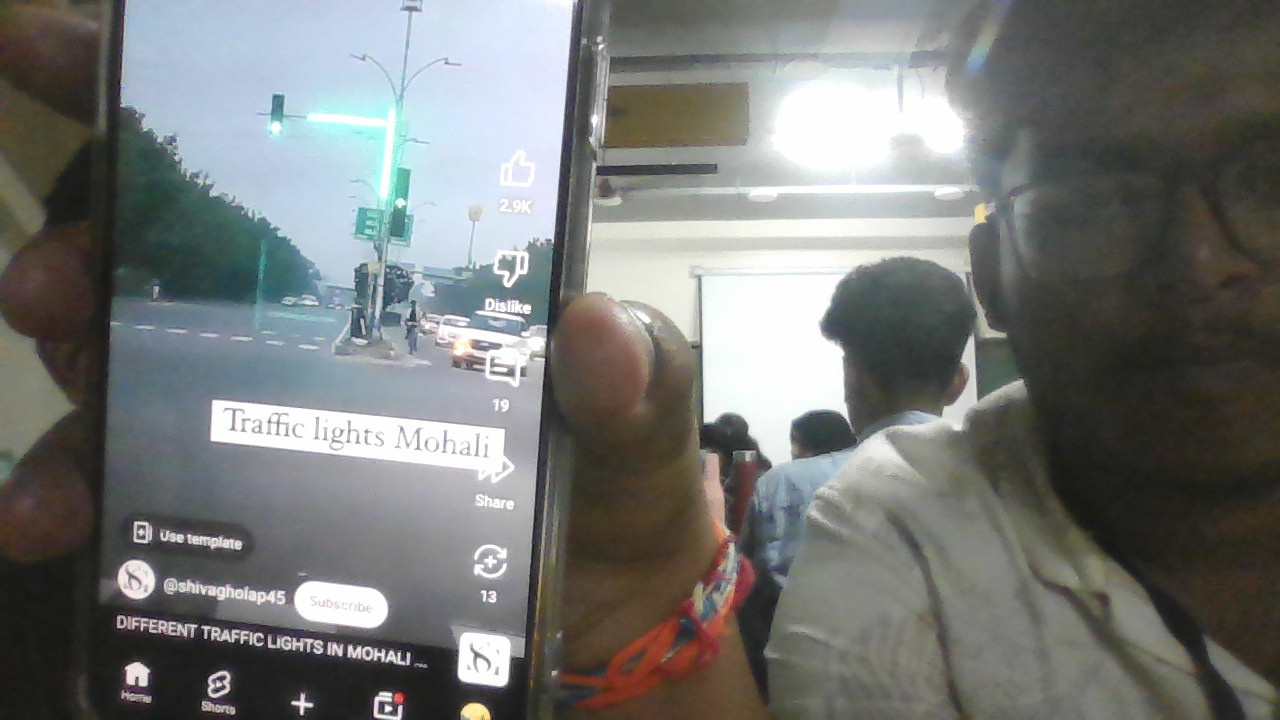 2.9K
Dislike
19
Traffic lights Mohali
Share
Use template
@shivagholap45
Subscribe
13
DIFFERENT TRAFFIC LIGHTS IN MOHALI ...
Home
Shorts